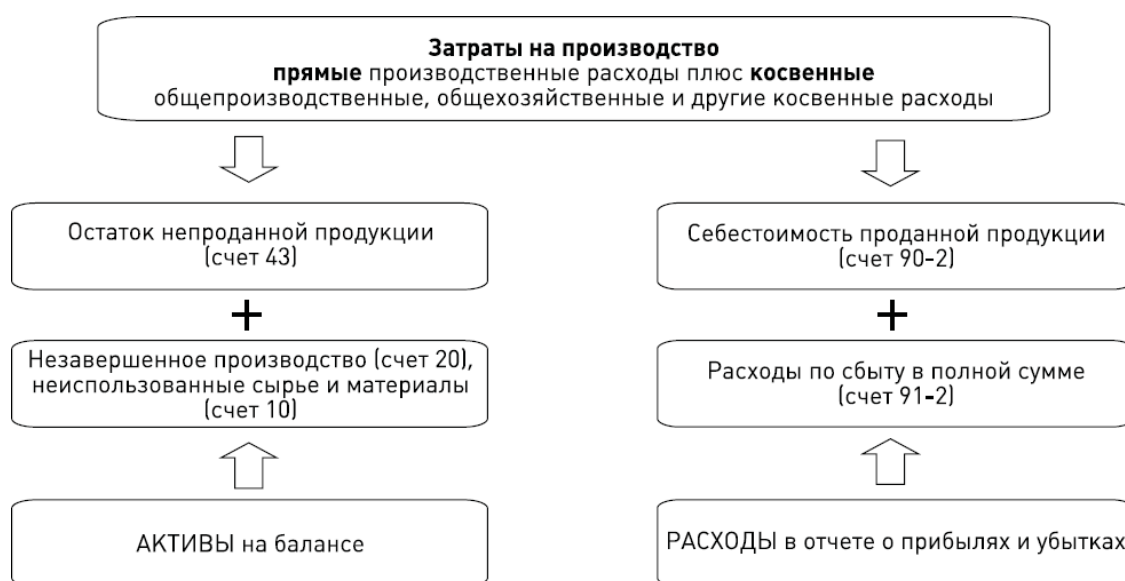 Затраты на производство
прямые производственные расходы плюс косвенные
общепроизводственные, общехозяйственные и другие косвенные расходы
Остаток непроданной продукции
(счет 43)
+
Незавершенное производство (счет 20),
неиспользованные сырье и материалы
(счет 10)
АКТИВЫ на балансе
Себестоимость проданной продукции
(счет 90-2)
+
Расходы по сбыту в полной сумме
(счет 91-2)
РАСХОДЫ в отчете о прибылях и убытках